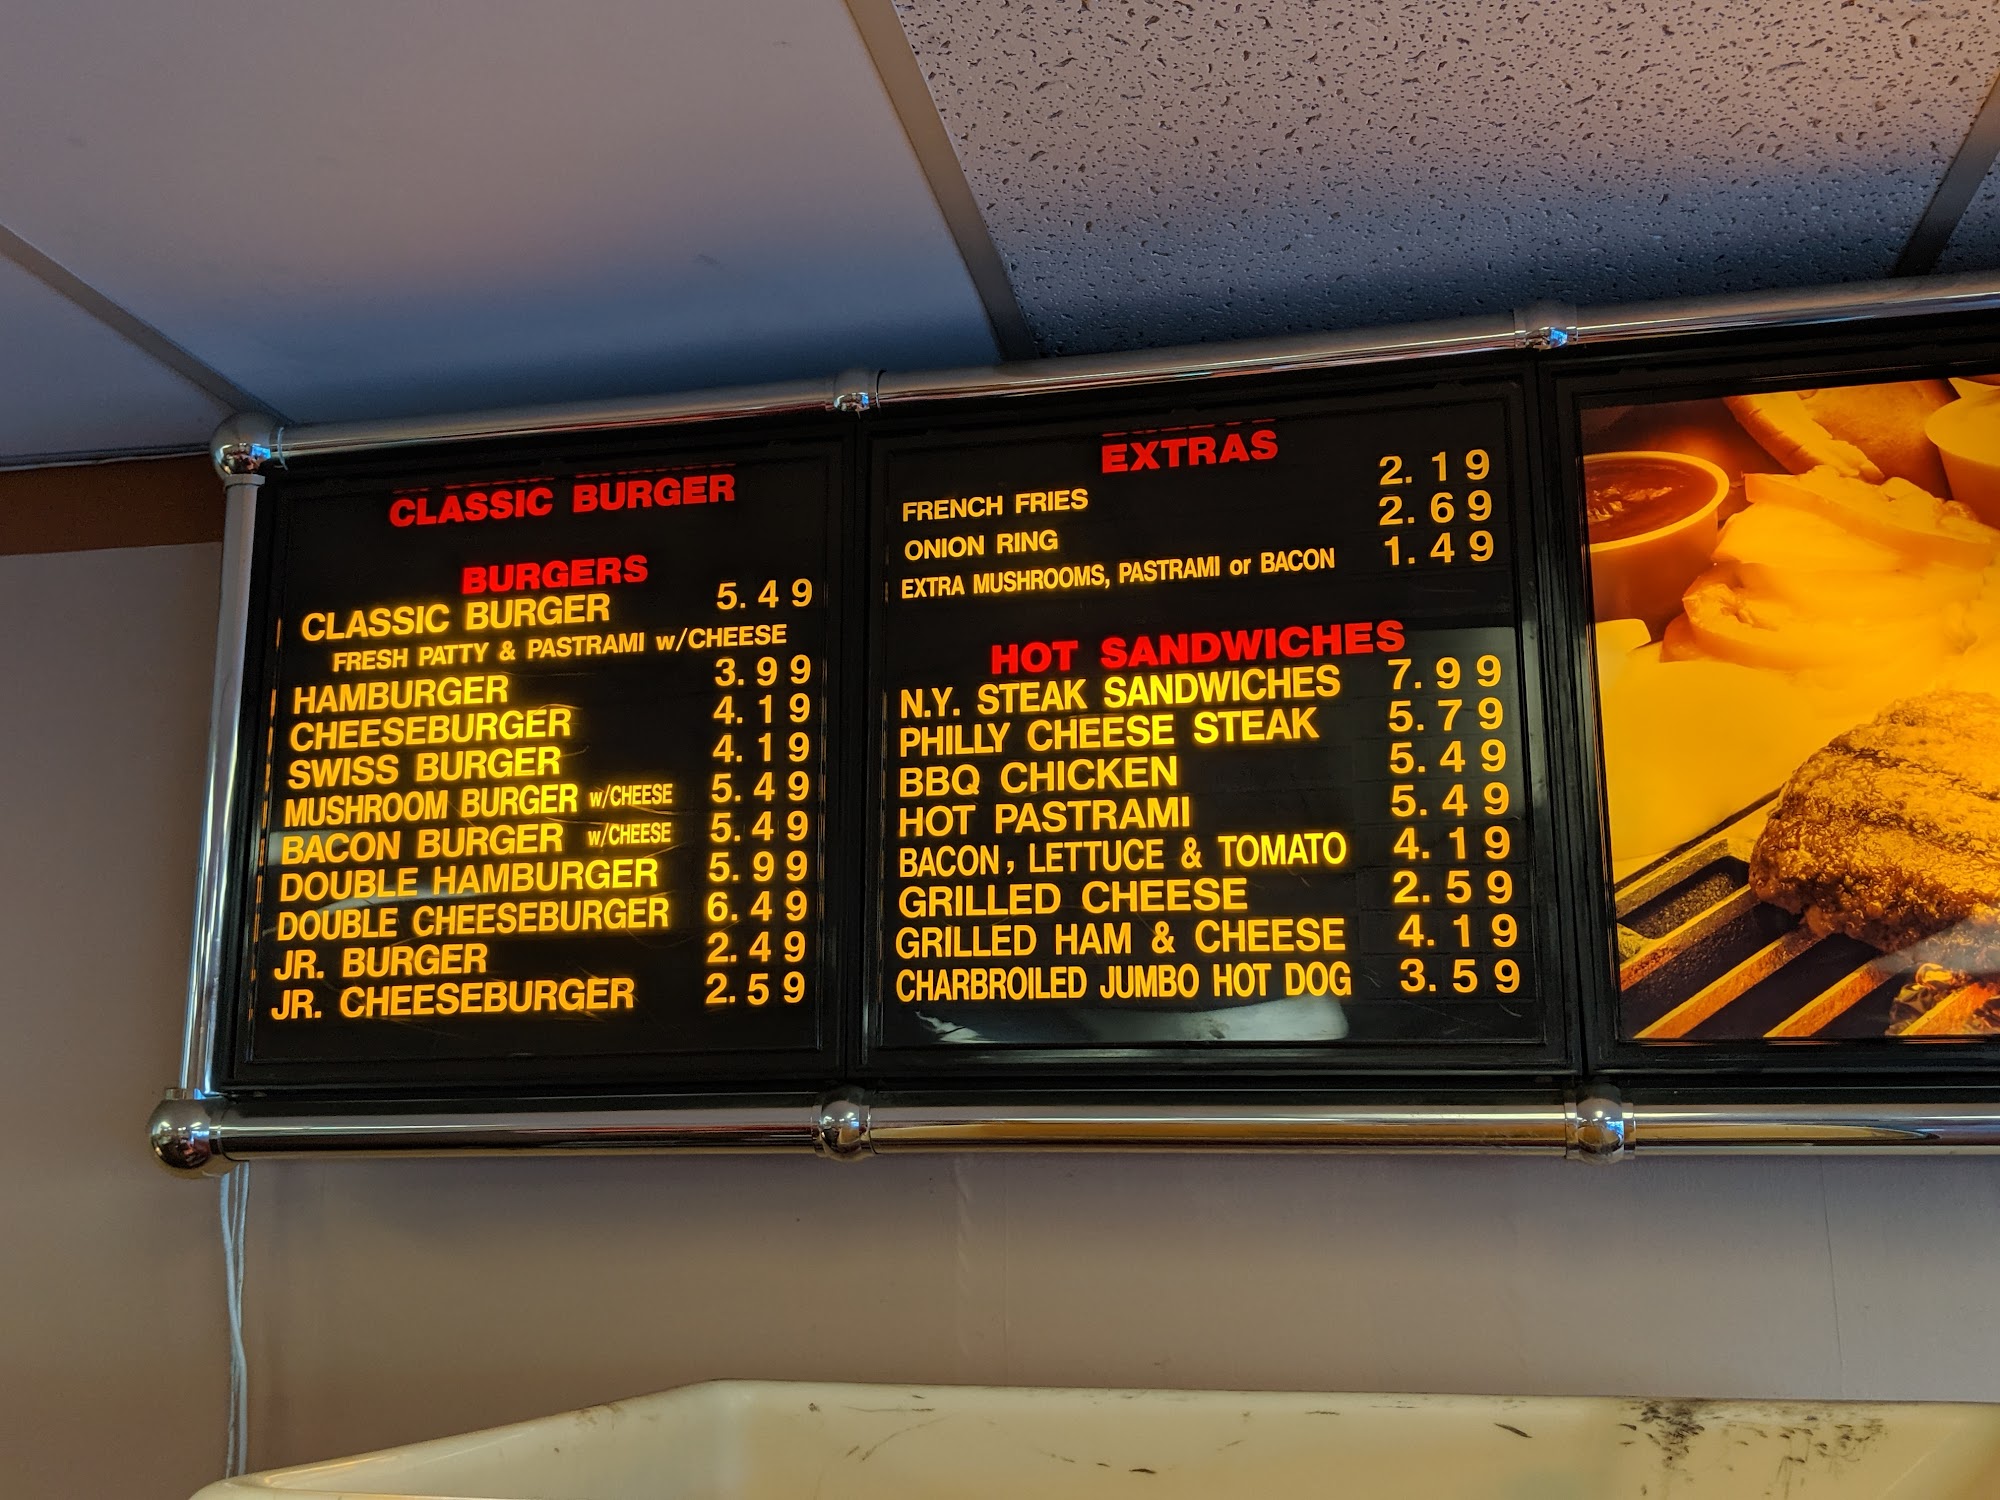 CLASSIC BURGER
BURGERS
CLASSIC BURGER 5.49
FRESH PATTY & PASTRAMI w/CHEESE
HAMBURGER 3.99
CHEESEBURGER 4.19
SWISS BURGER 4.19
MUSHROOM BURGER w/CHEESE 5.49
BACON BURGER w/CHEESE 5.49
DOUBLE HAMBURGER 5.99
DOUBLE CHEESEBURGER 6.49
JR. BURGER 2.49
JR. CHEESEBURGER 2.59
EXTRAS
FRENCH FRIES 2.19
ONION RING 2.69
EXTRA MUSHROOMS, PASTRAMI or BACON 1.49
HOT SANDWICHES
N.Y. STEAK SANDWICHES 7.99
PHILLY CHEESE STEAK 5.79
BBQ CHICKEN 5.49
HOT PASTRAMI 5.49
BACON, LETTUCE & TOMATO 4.19
GRILLED CHEESE 2.59
GRILLED HAM & CHEESE 4.19
CHARBROILED JUMBO HOT DOG 3.59